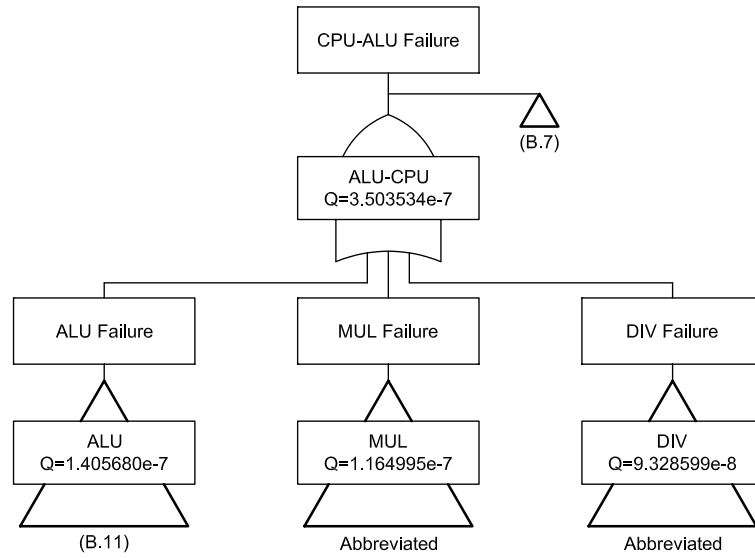 CPU-ALU Failure
(B.7)
ALU-CPU
Q=3.503534e-7
ALU Failure
MUL Failure
DIV Failure
ALU
Q=1.405680e-7
MUL
Q=1.164995e-7
DIV
Q=9.328599e-8
(B.11)
Abbreviated
Abbreviated